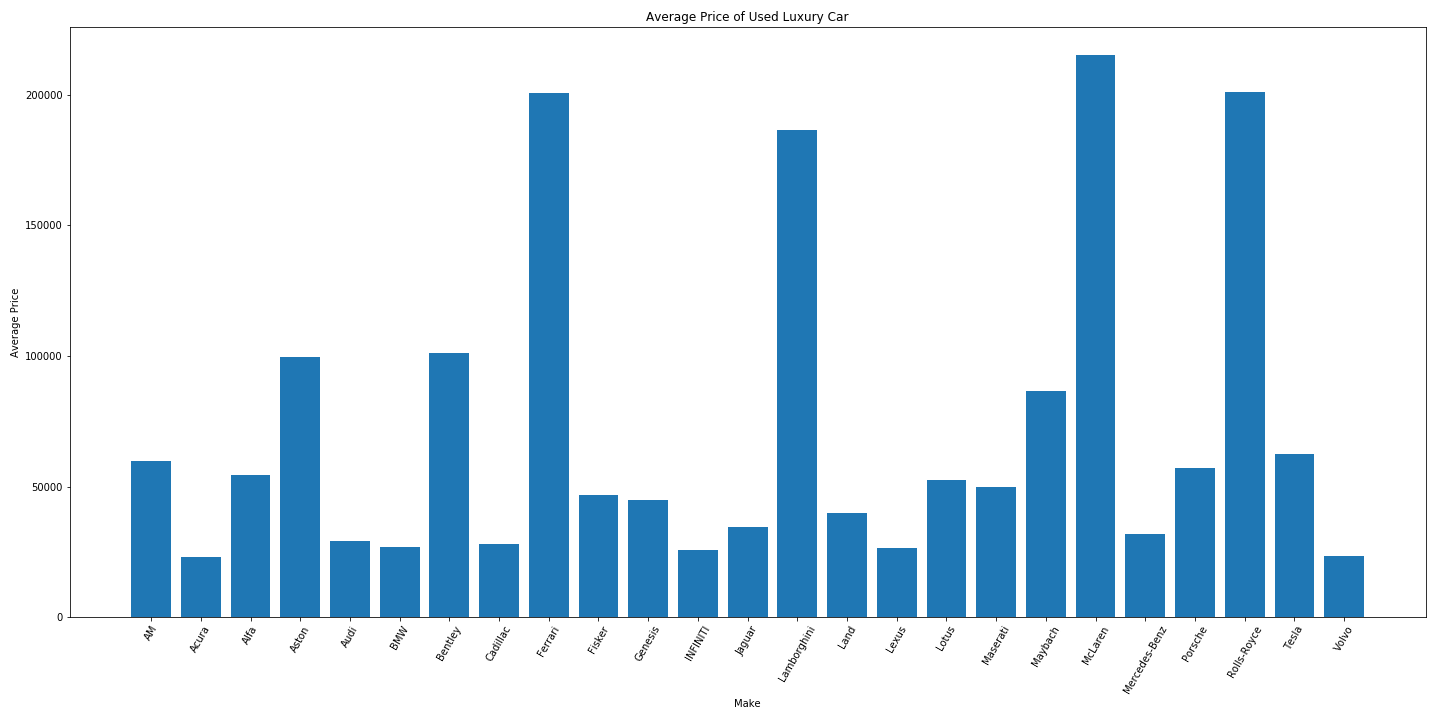 Average Price of Used Luxury Car
Average Price
200000
150000
100000
50000
0
AM
Acura
Alfa
Aston
Audi
BMW
Bentley
Cadillac
Ferrari
Fisker
Genesis
INFINITI
Jaguar
Lamborghini
Land
Lexus
Lotus
Maserati
Maybach
McLaren
Mercedes-Benz
Porsche
Rolls-Royce
Tesla
Volvo
Make